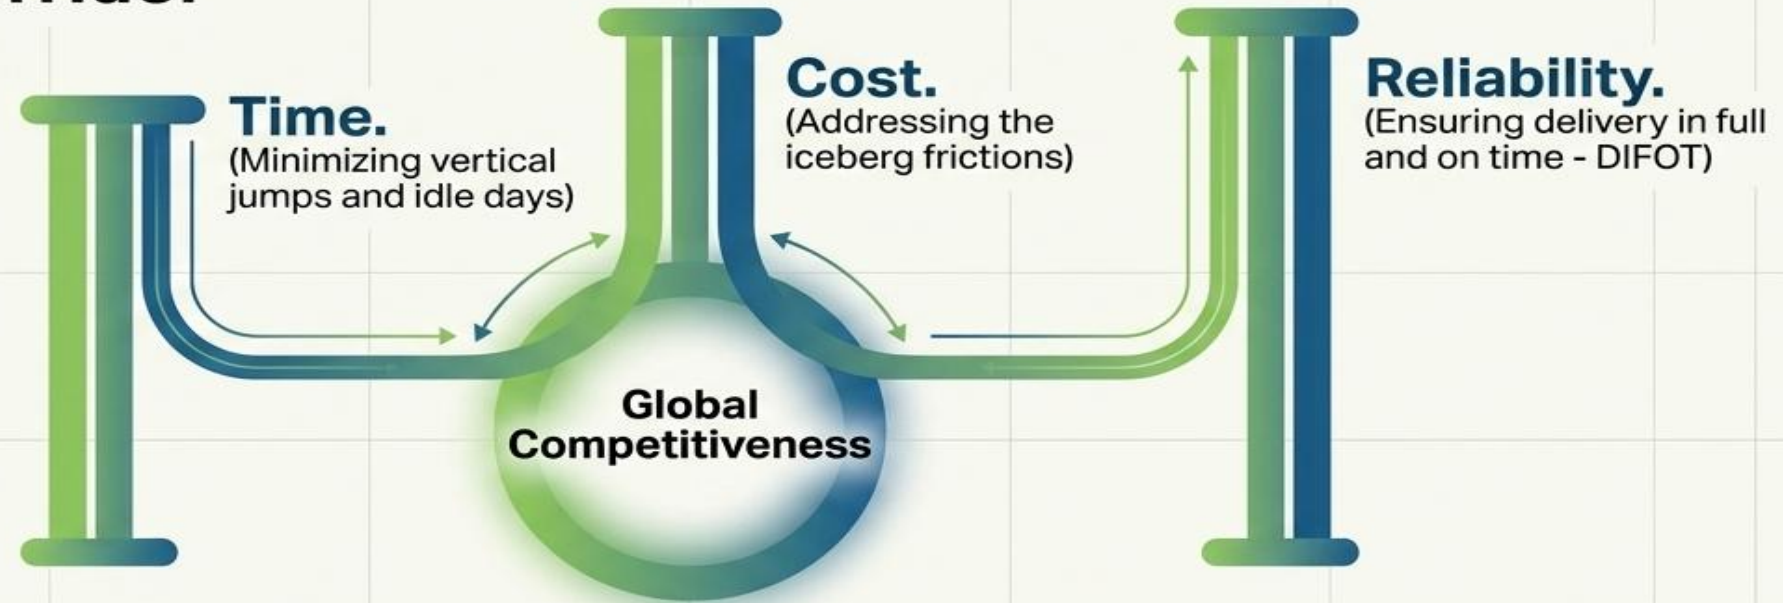 Time.
(Minimizing vertical
jumps and idle days)
Cost.
(Addressing the
iceberg frictions)
Reliability.
(Ensuring delivery in full
and on time - DIFOT)
Global
Competitiveness